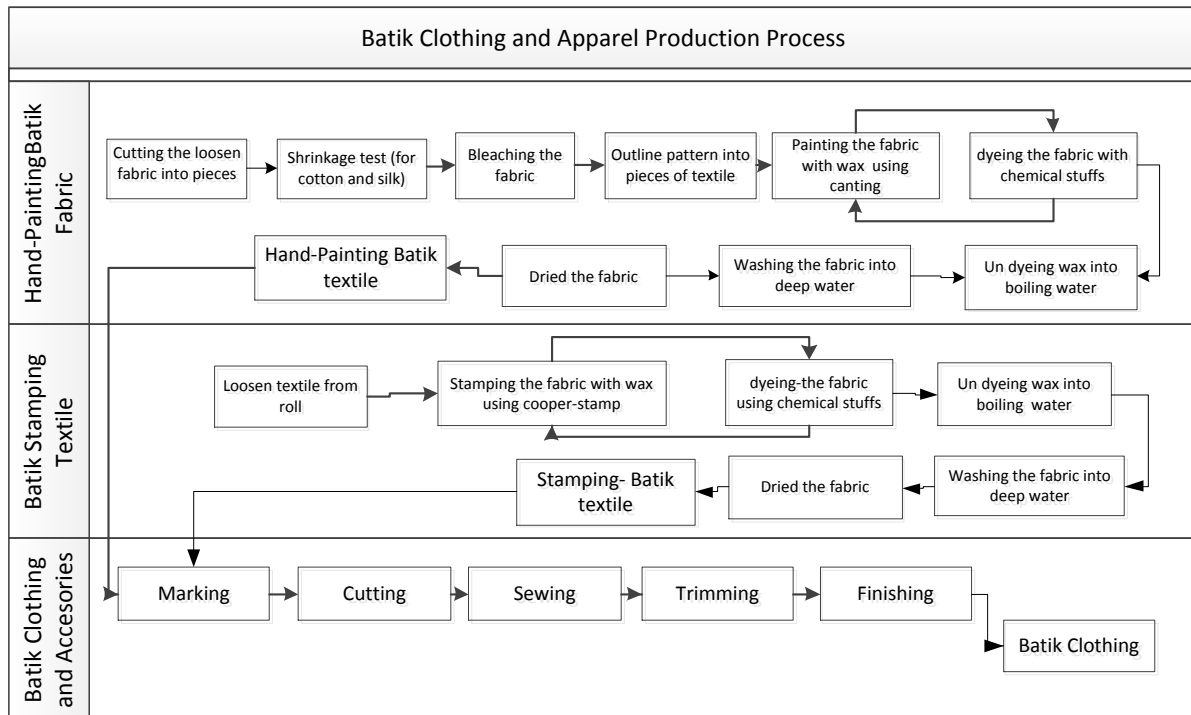 Batik Clothing and Apparel Production Process
Hand-PaintingBatik
Fabric
Cutting the loosen
fabric into pieces
Shrinkage test (for
cotton and silk)
Bleaching the
fabric
Outline pattern into
pieces of textile
Painting the fabric
with wax using
canting
dyeing the fabric with
chemical stuffs
Hand-Painting Batik
textile
Dried the fabric
Washing the fabric into
deep water
Un dyeing wax into
boiling water
Batik Stamping
Textile
Loosen textile from
roll
Stamping the fabric with wax
using cooper-stamp
dyeing-the fabric
using chemical stuffs
Un dyeing wax into
boiling water
Stamping- Batik
textile
Dried the fabric
Washing the fabric into
deep water
Batik Clothing
and Accesories
Marking
Cutting
Sewing
Trimming
Finishing
Batik Clothing